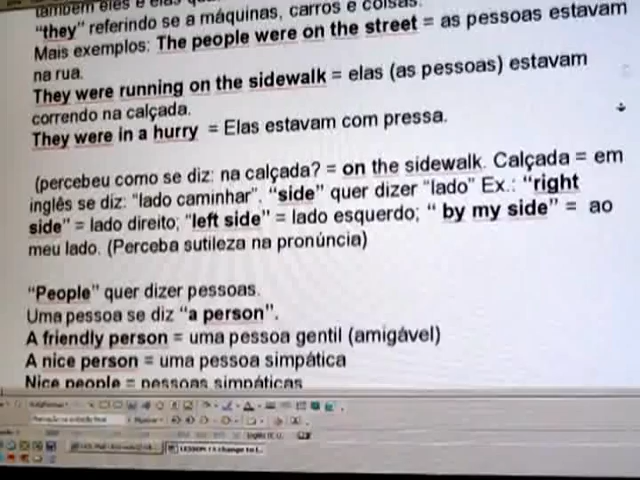 também eles e elas
“they” referindo se a máquinas, carros e coisas.
Mais exemplos: The people were on the street = as pessoas estavam
na rua.
They were running on the sidewalk = elas (as pessoas) estavam
correndo na calçada.
They were in a hurry = Elas estavam com pressa.
(percebeu como se diz: na calçada? = on the sidewalk. Calçada = em
inglês se diz: “lado caminhar”. “side” quer dizer “lado” Ex.: “right
side” = lado direito; “left side” = lado esquerdo; “ by my side” = ao
meu lado. (Perceba sutileza na pronúncia)
“People” quer dizer pessoas.
Uma pessoa se diz “a person”.
A friendly person = uma pessoa gentil (amigável)
A nice person = uma pessoa simpática
Nice people = pessoas simpáticas